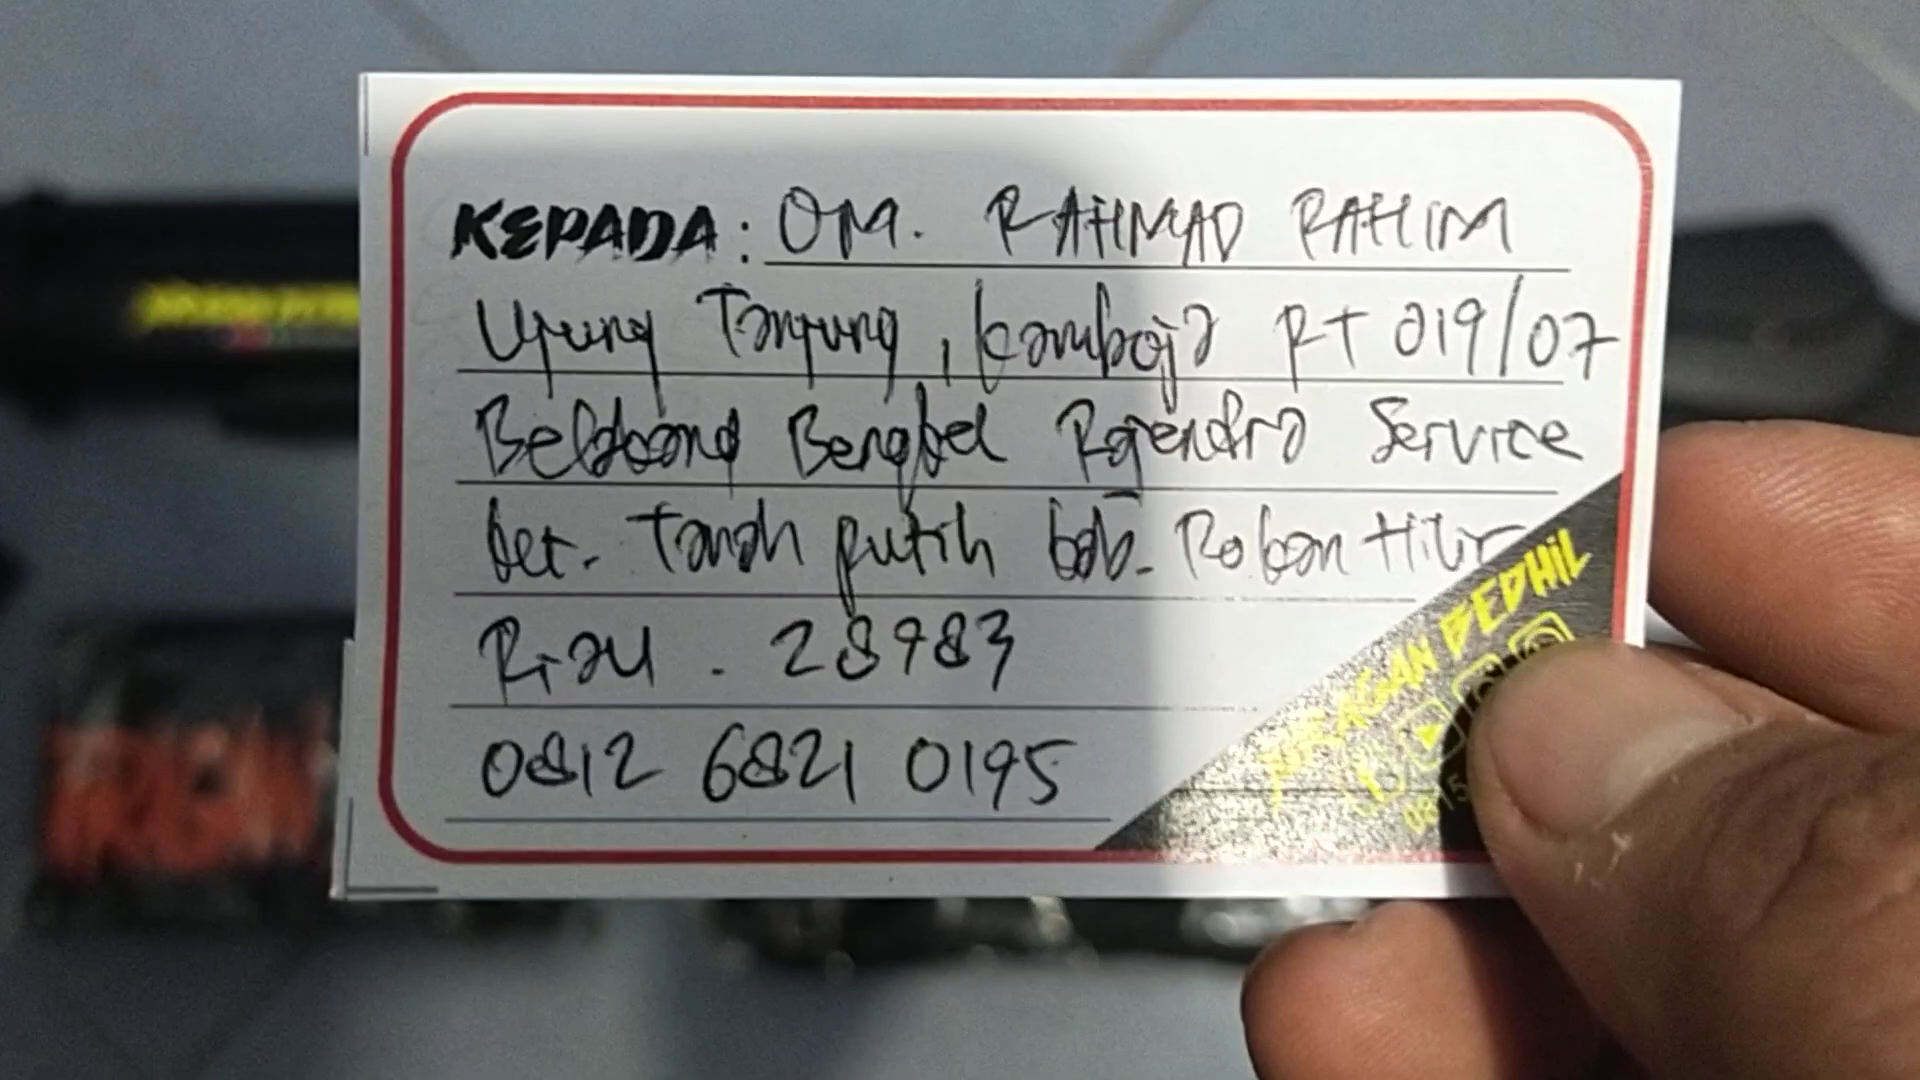 KEPADA: OM. RAHMAD RAHIM
Ujung Tanjung, kamboja RT 019/07
Belakang Bengkel Rajendra Service
kec. Tanah putih kab. Rokan Hilir
Riau . 28983
0812 6821 0195
JURAGAN BEDHIL